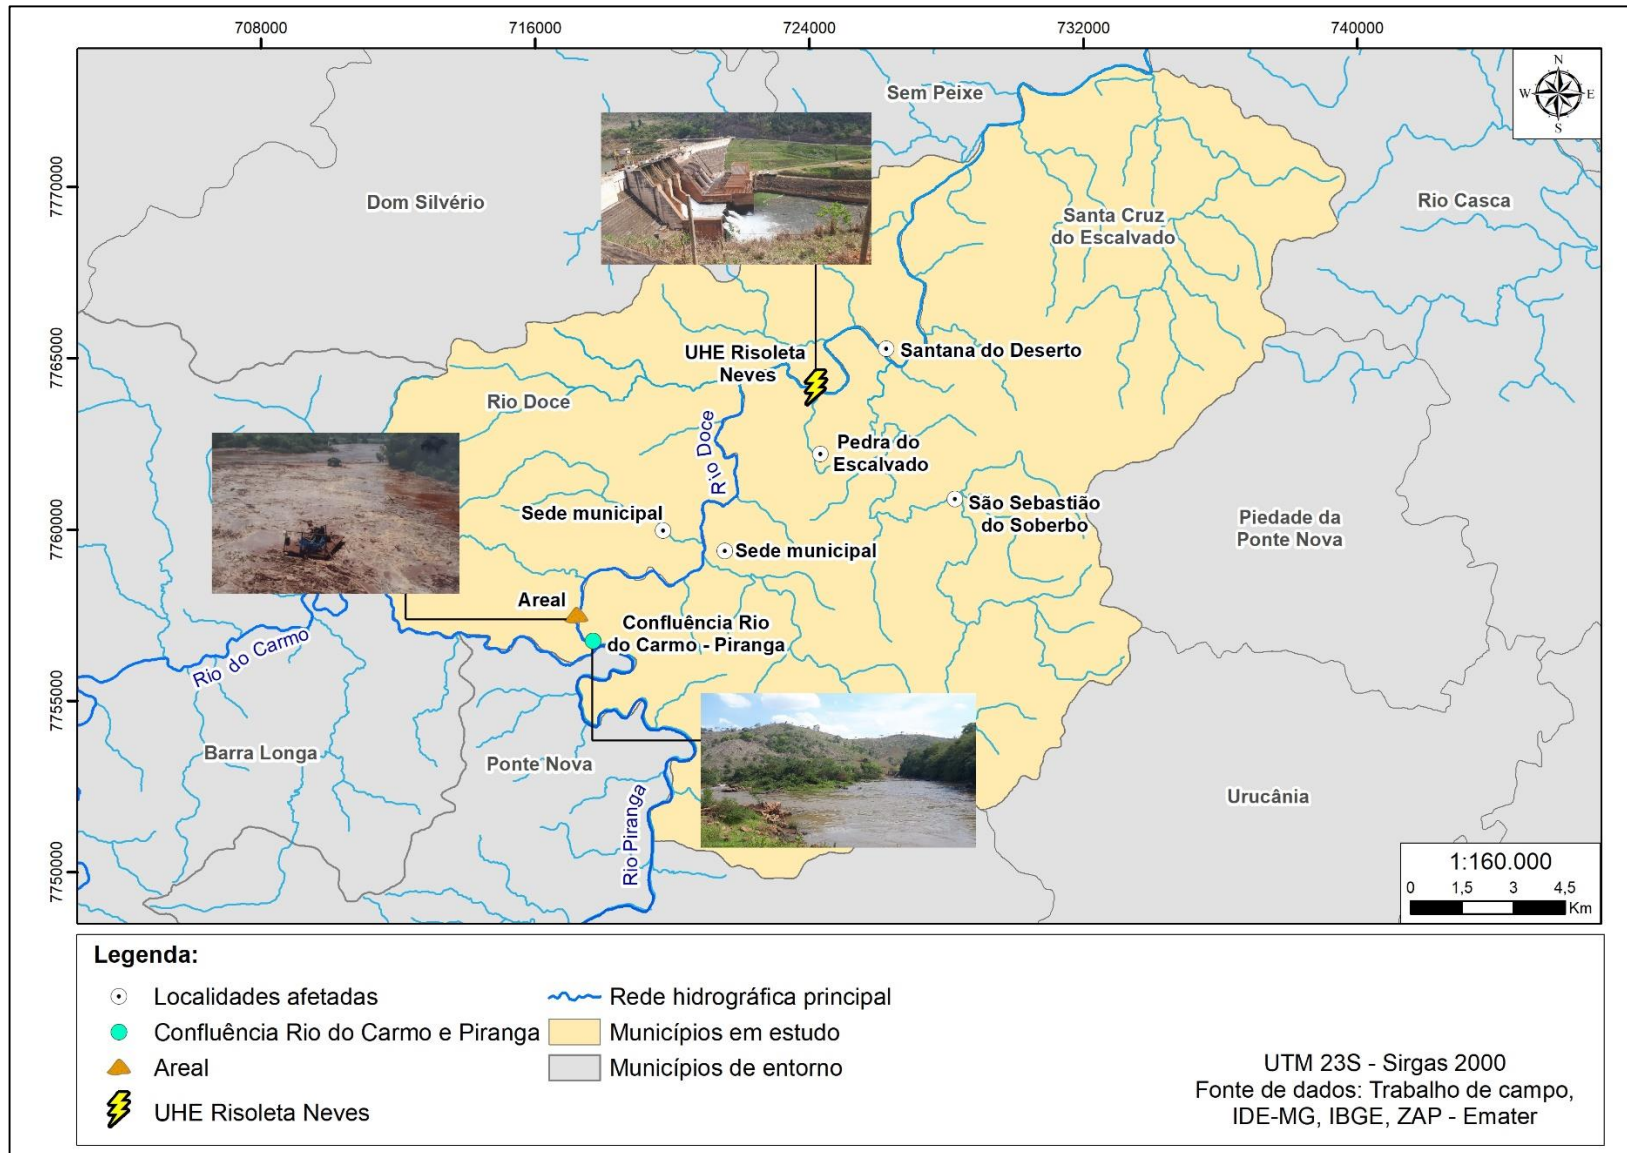 708000
716000
724000
732000
740000
Sem Peixe
N
W
E
S
7770000
Dom Silvério
Rio Casca
Santa Cruz
do Escalvado
7765000
UHE Risoleta
Neves
Santana do Deserto
Rio Doce
Rio Doce
Pedra do
Escalvado
São Sebastião
do Soberbo
Piedade da
Ponte Nova
7760000
Sede municipal
Sede municipal
Areal
Confluência Rio
do Carmo - Piranga
Rio do Carmo
7755000
Barra Longa
Ponte Nova
Rio Piranga
Urucânia
7750000
1:160.000
0 1,5 3 4,5
Km
Legenda:
Localidades afetadas
Confluência Rio do Carmo e Piranga
Areal
UHE Risoleta Neves
Rede hidrográfica principal
Municípios em estudo
Municípios de entorno
UTM 23S - Sirgas 2000
Fonte de dados: Trabalho de campo,
IDE-MG, IBGE, ZAP - Emater